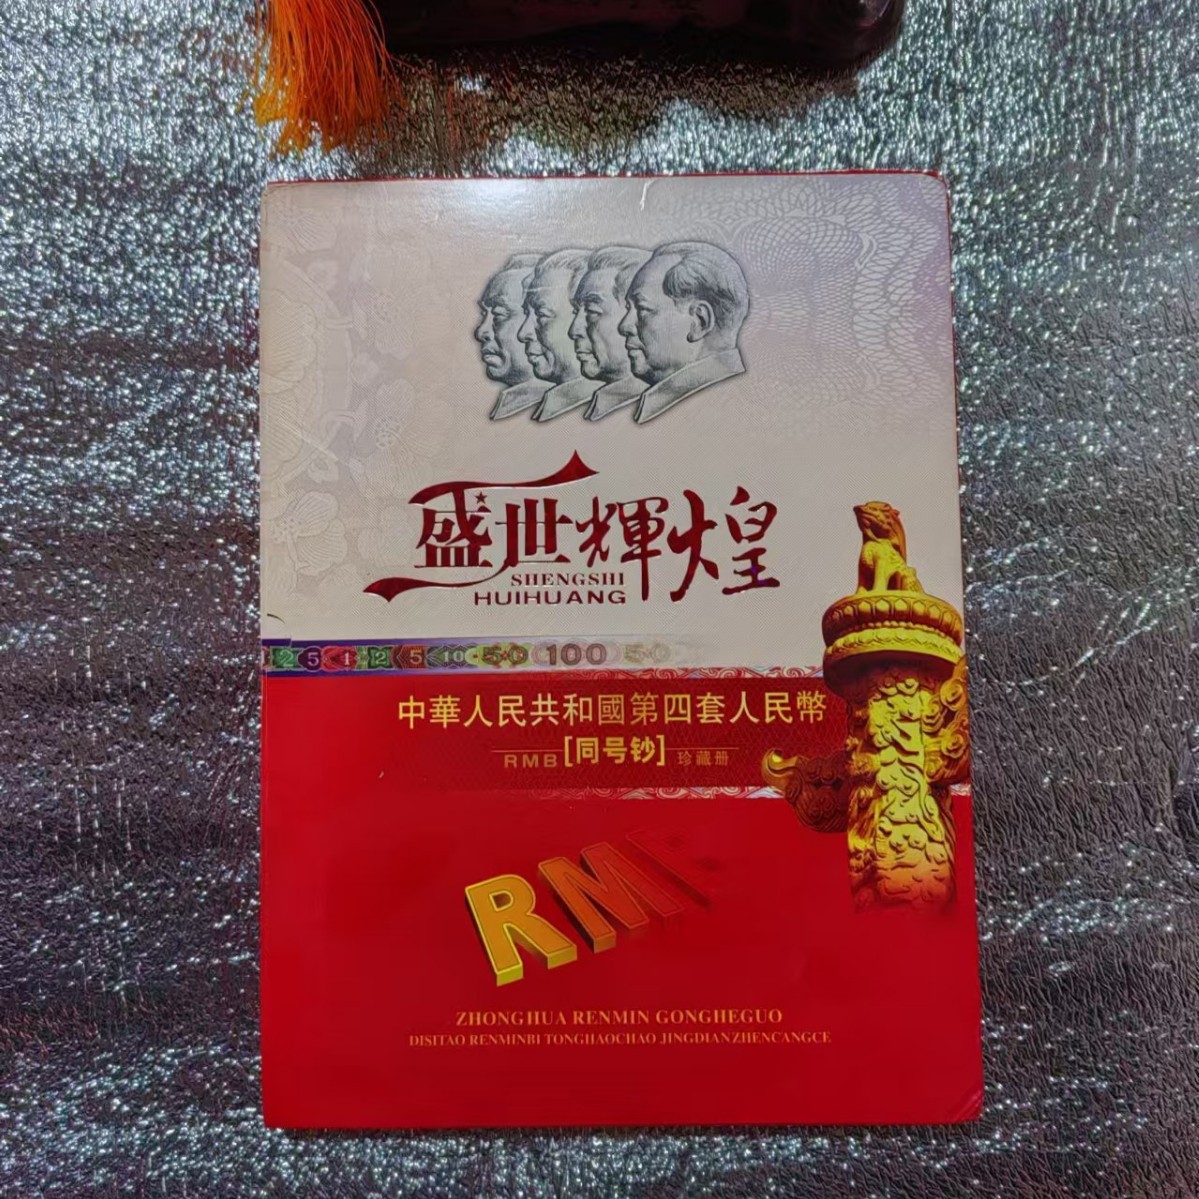 盛世輝煌
SHENGSHI
HUIHUANG
2 5 1 2 5 10 50 100 50
中華人民共和國第四套人民幣
RMB [同号钞] 珍藏册
RMB
ZHONGHUA RENMIN GONGHEGUO
DISITAO RENMINBI TONGHAOCHAO JINGDIANZHENCANGCE